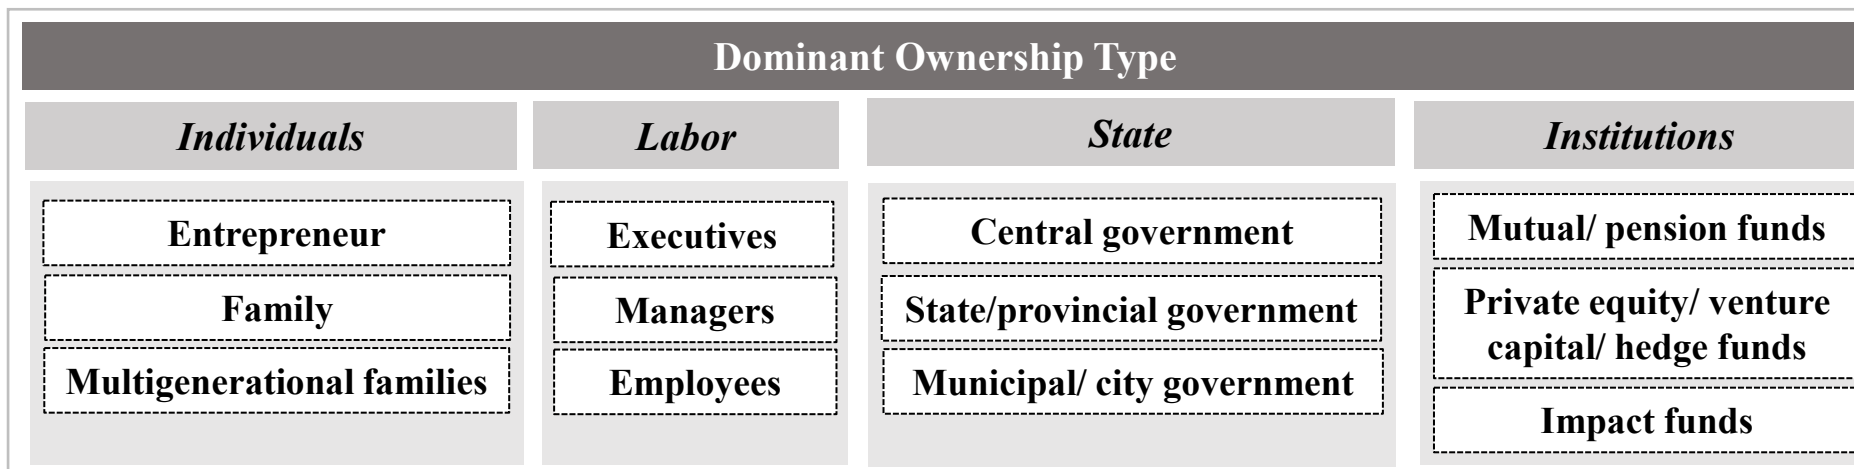 Dominant Ownership Type
Individuals
Entrepreneur
Family
Multigenerational families
Labor
Executives
Managers
Employees
State
Central government
State/provincial government
Municipal/ city government
Institutions
Mutual/ pension funds
Private equity/ venture
capital/ hedge funds
Impact funds